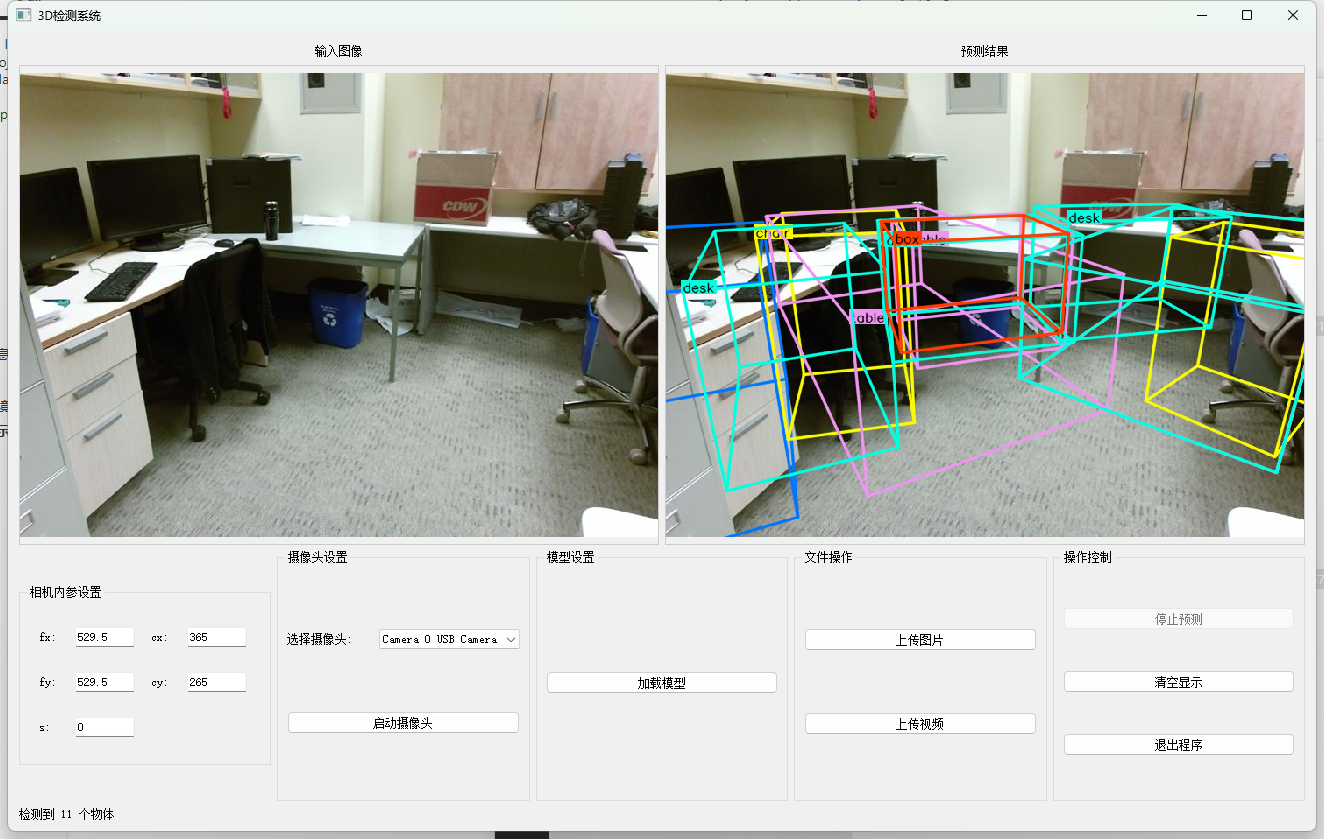 3D检测系统
输入图像
预测结果
CDW
CDW
chair
box
desk
desk
table
相机内参设置
fx: 529.5 cx: 365
fy: 529.5 cy: 265
s: 0
摄像头设置
选择摄像头: Camera 0 USB Camera
启动摄像头
模型设置
加载模型
文件操作
上传图片
上传视频
操作控制
停止预测
清空显示
退出程序
检测到 11 个物体